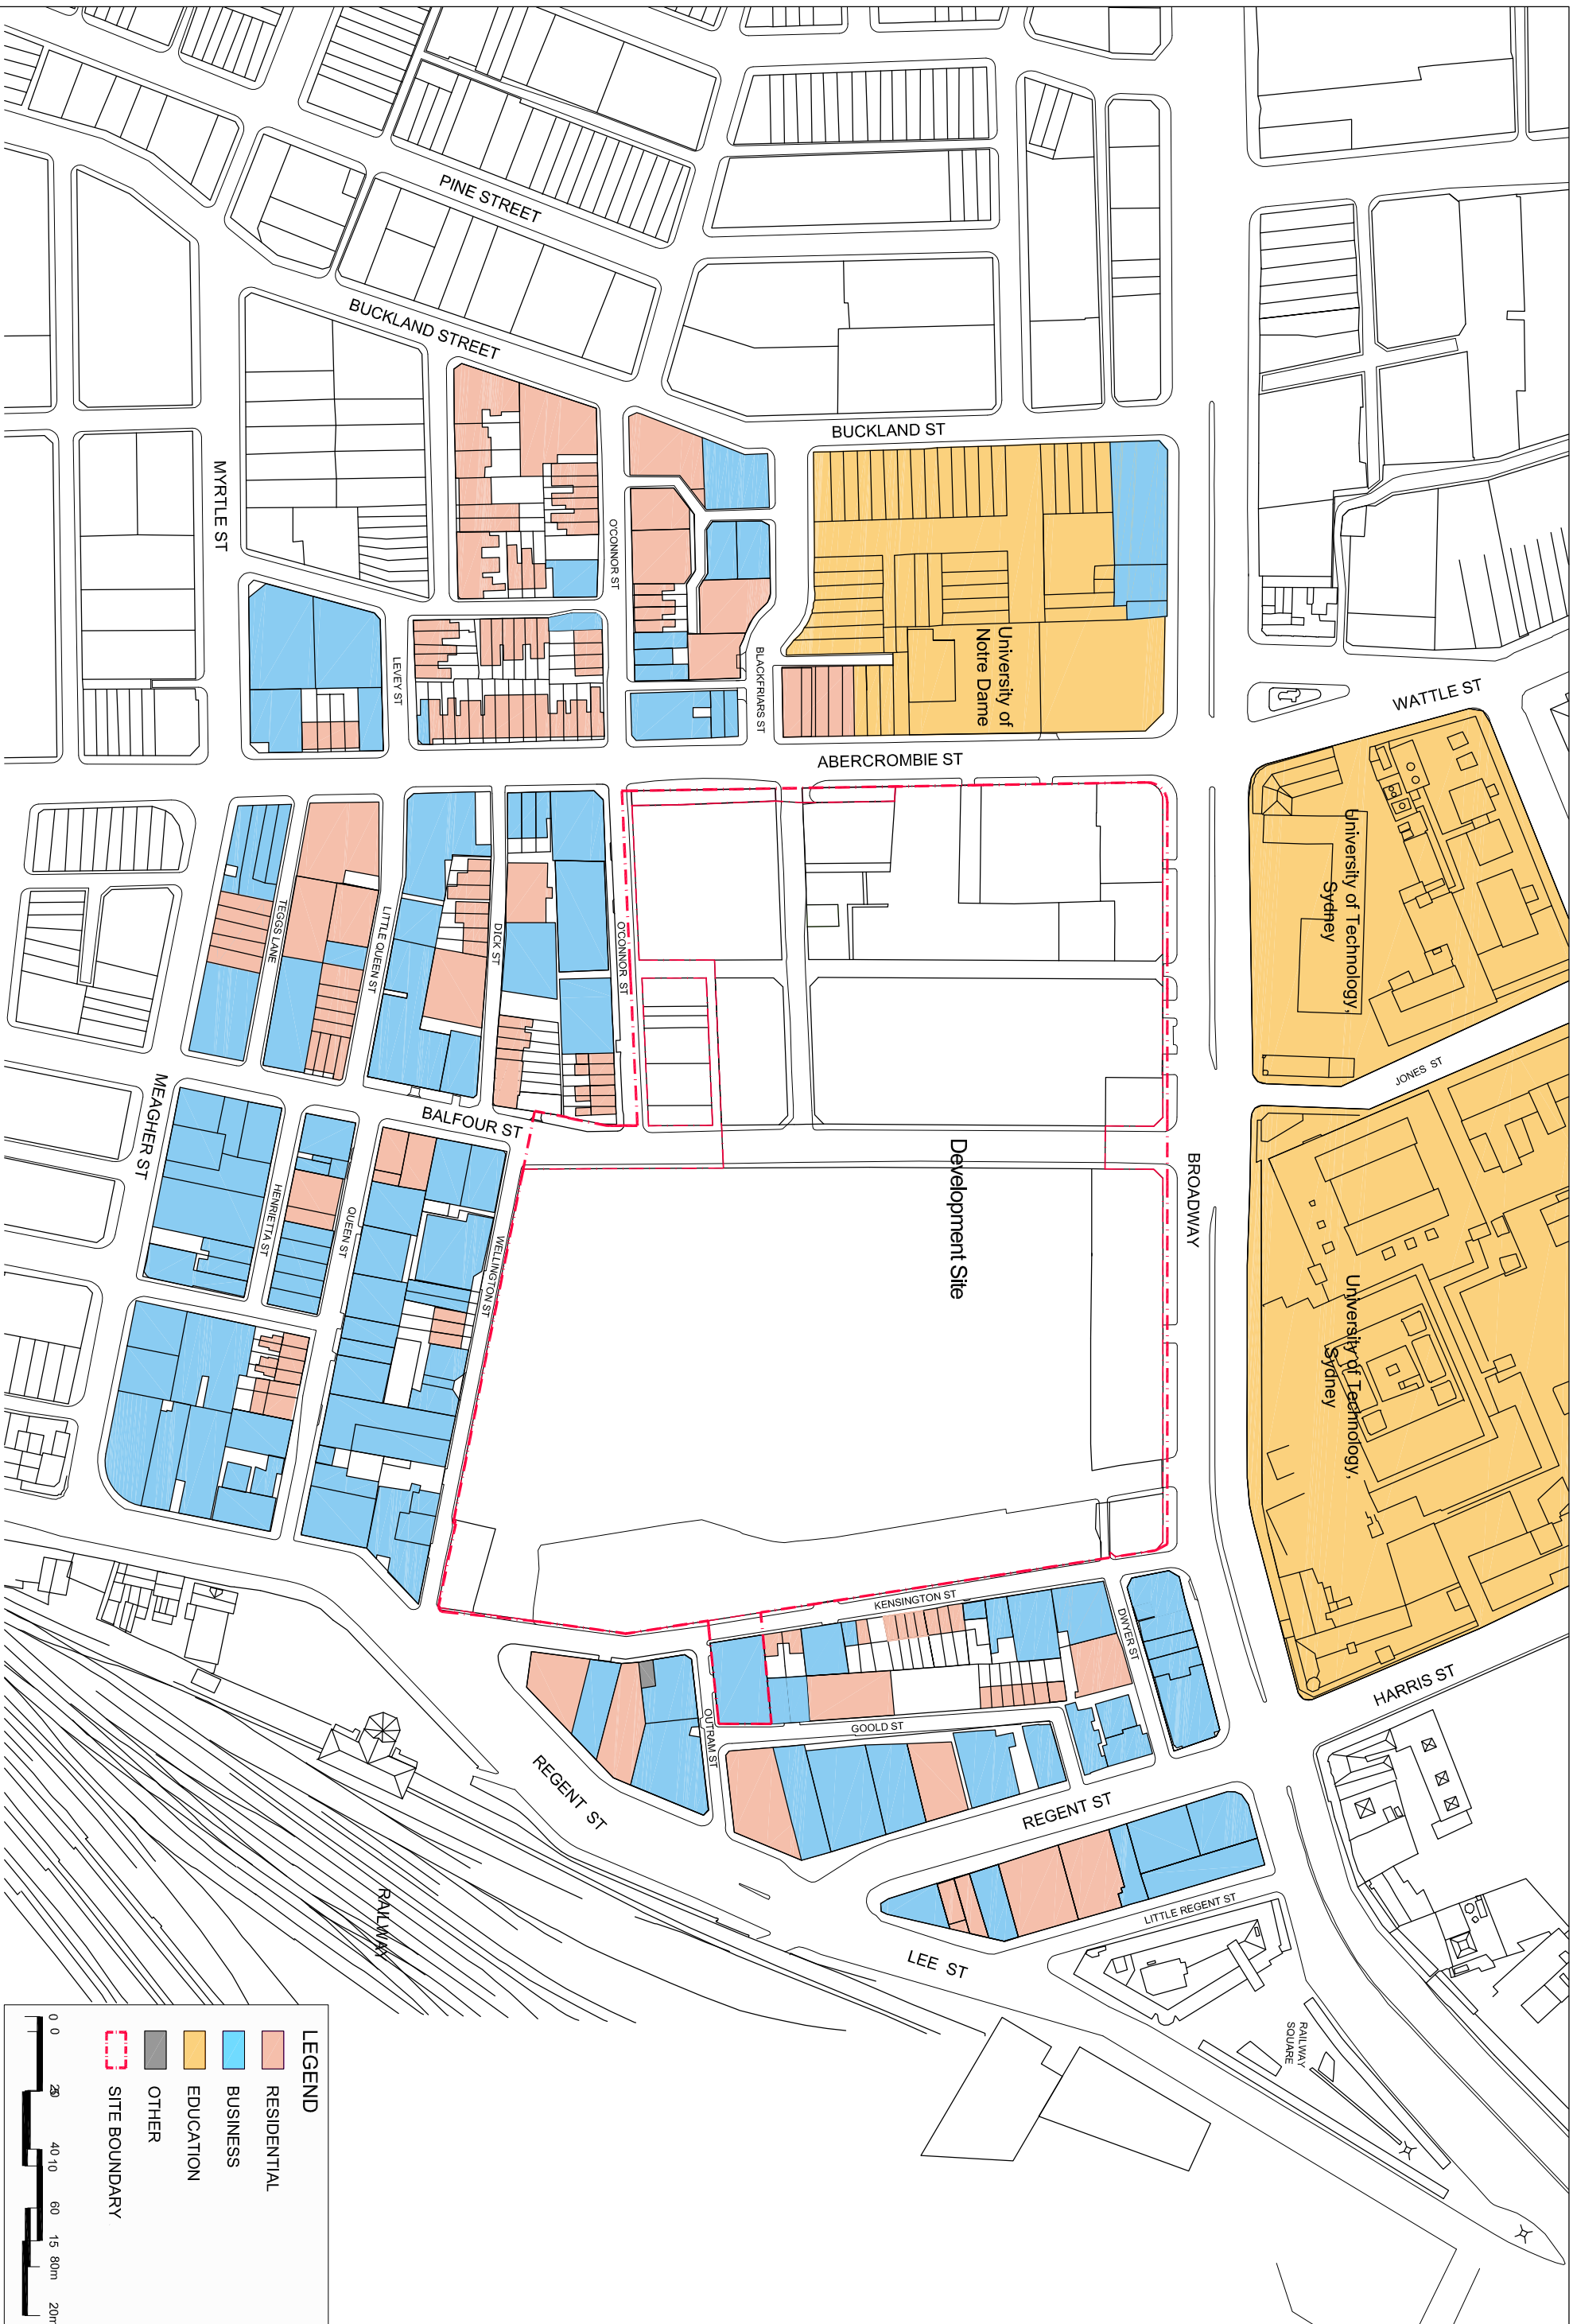 PINE STREET
BUCKLAND STREET
BUCKLAND ST
MYRTLE ST
O'CONNOR ST
LEVEY ST
BLACKFRIARS ST
University of
Notre Dame
ABERCROMBIE ST
WATTLE ST
University of Technology,
Sydney
JONES ST
TEGGS LANE
LITTLE QUEEN ST
DICK ST
O'CONNOR ST
MEAGHER ST
BALFOUR ST
HENRIETTA ST
QUEEN ST
WELLINGTON ST
Development Site
BROADWAY
University of Technology,
Sydney
KENSINGTON ST
DWYER ST
HARRIS ST
GOOLD ST
OUTRAM ST
REGENT ST
REGENT ST
LITTLE REGENT ST
LEE ST
RAILWAY
RAILWAY
SQUARE
LEGEND
RESIDENTIAL
BUSINESS
EDUCATION
OTHER
SITE BOUNDARY
0 20 40 60 80m
0 10 15 20m